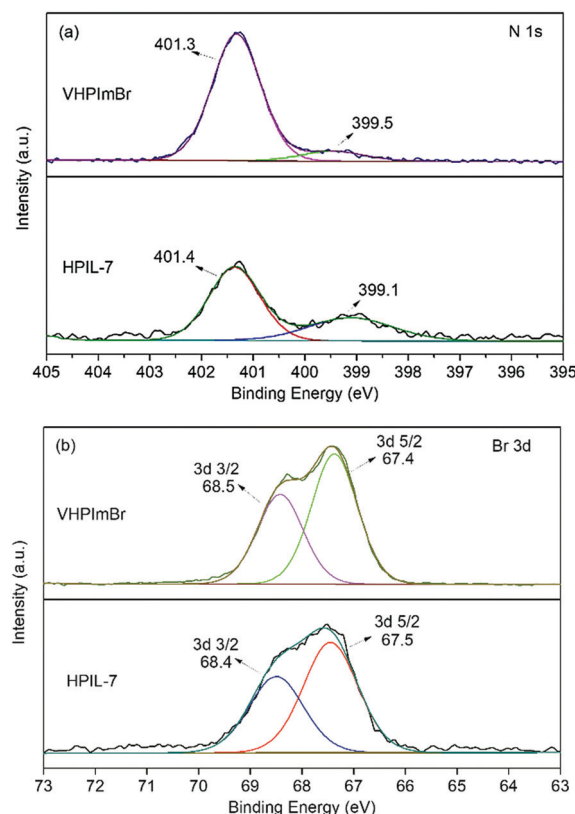 (a)
N 1s
401.3
VHPImBr
399.5
HPIL-7
401.4
399.1
Intensity (a.u.)
405 404 403 402 401 400 399 398 397 396 395
Binding Energy (eV)
(b)
Br 3d
3d 5/2
67.4
3d 3/2
68.5
VHPImBr
3d 5/2
67.5
3d 3/2
68.4
HPIL-7
Intensity (a.u.)
73 72 71 70 69 68 67 66 65 64 63
Binding Energy (eV)